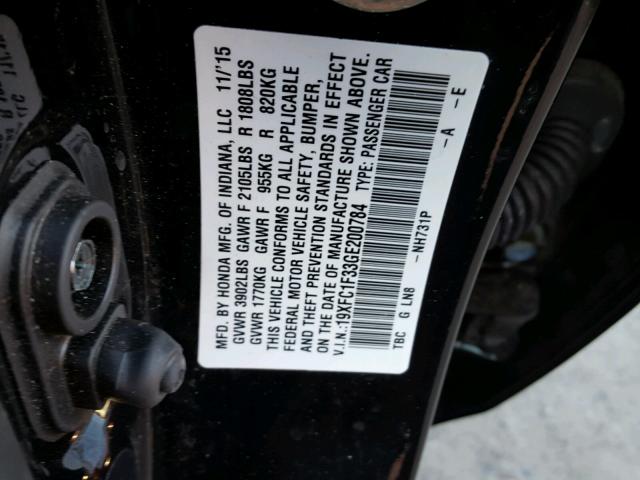 MFD. BY HONDA MFG. OF INDIANA, LLC 11/'15
GVWR 3902LBS GAWR F 2105LBS R 1808LBS
GVWR 1770KG GAWR F 955KG R 820KG
THIS VEHICLE CONFORMS TO ALL APPLICABLE
FEDERAL MOTOR VEHICLE SAFETY, BUMPER,
AND THEFT PREVENTION STANDARDS IN EFFECT
ON THE DATE OF MANUFACTURE SHOWN ABOVE.
V.I.N.:19XFC1F33GE200784 TYPE: PASSENGER CAR
TBC G LN8 -NH731P -A -E